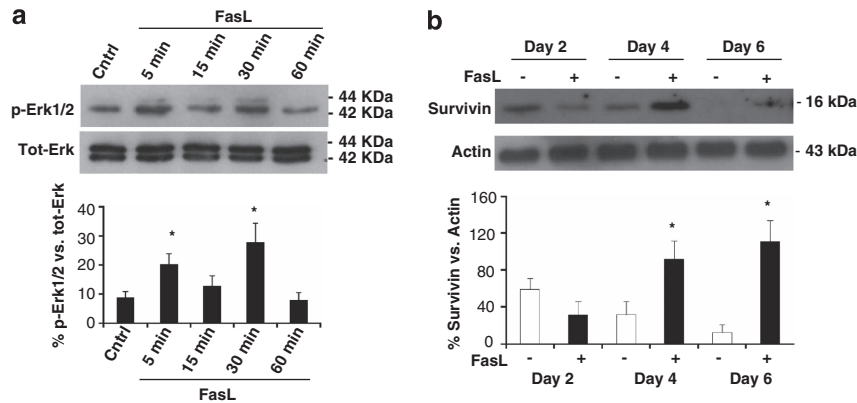 a
FasL
Cntrl 5 min 15 min 30 min 60 min
p-Erk1/2
- 44 KDa
- 42 KDa
Tot-Erk
- 44 KDa
- 42 KDa
% p-Erk1/2 vs. tot-Erk
40
30
20
10
0
* *
Cntrl 5 min 15 min 30 min 60 min
FasL
b
Day 2 Day 4 Day 6
FasL - + - + - +
Survivin - 16 kDa
Actin - 43 kDa
% Survivin vs. Actin
160
120
80
40
0
* *
FasL - + - + - +
Day 2 Day 4 Day 6